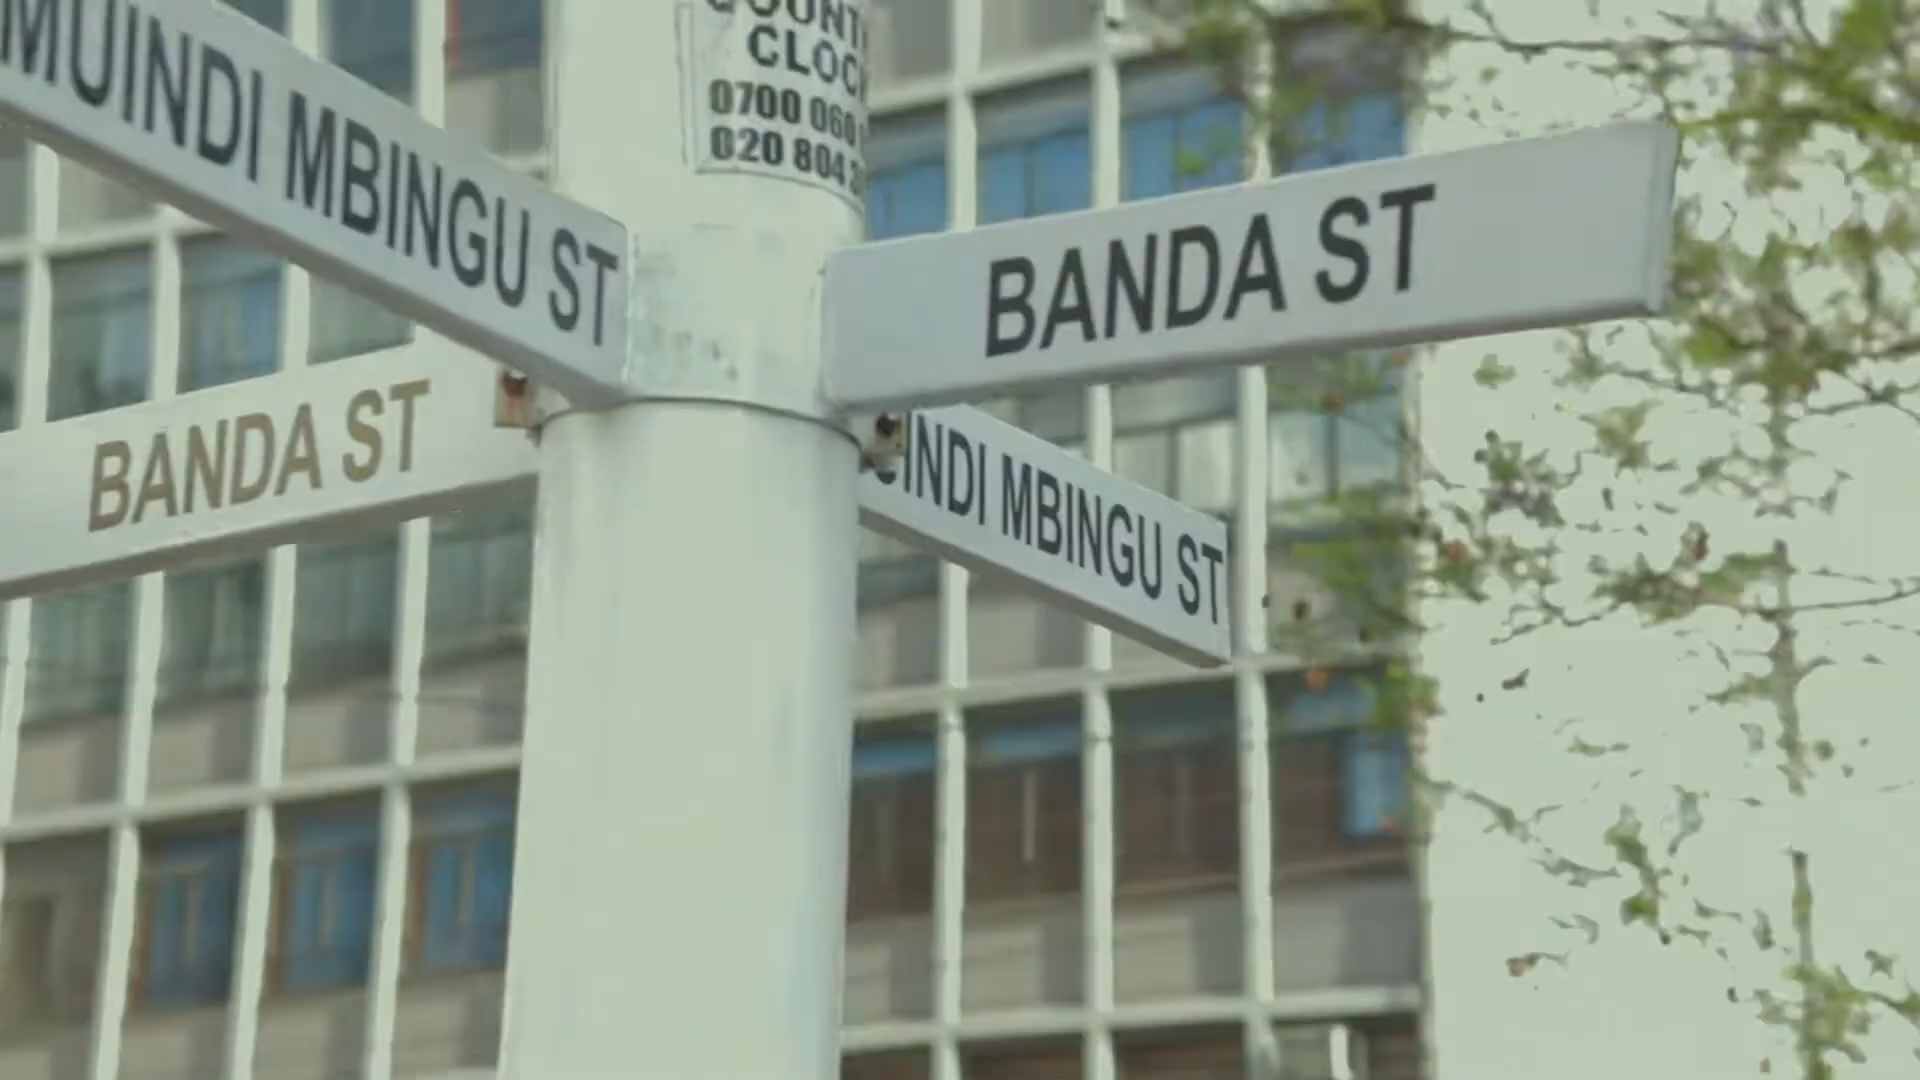 MUINDI MBINGU ST
CLOC
0700 060
020 804
BANDA ST
BANDA ST
INDI MBINGU ST